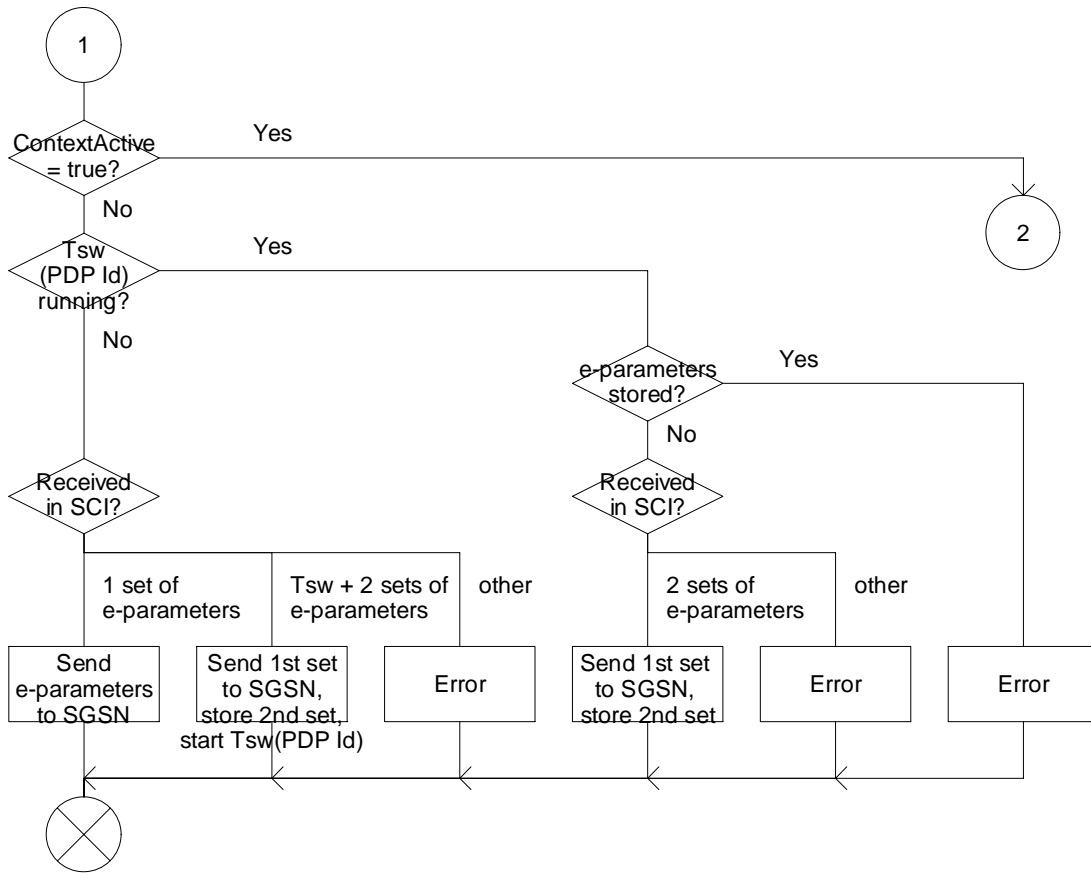 1
ContextActive
= true?
Yes
No
2
Tsw
(PDP Id)
running?
Yes
No
e-parameters
stored?
Yes
No
Received
in SCI?
Received
in SCI?
1 set of
e-parameters
Tsw + 2 sets of
e-parameters
other
2 sets of
e-parameters
other
Send
e-parameters
to SGSN
Send 1st set
to SGSN,
store 2nd set,
start Tsw(PDP Id)
Error
Send 1st set
to SGSN,
store 2nd set
Error
Error